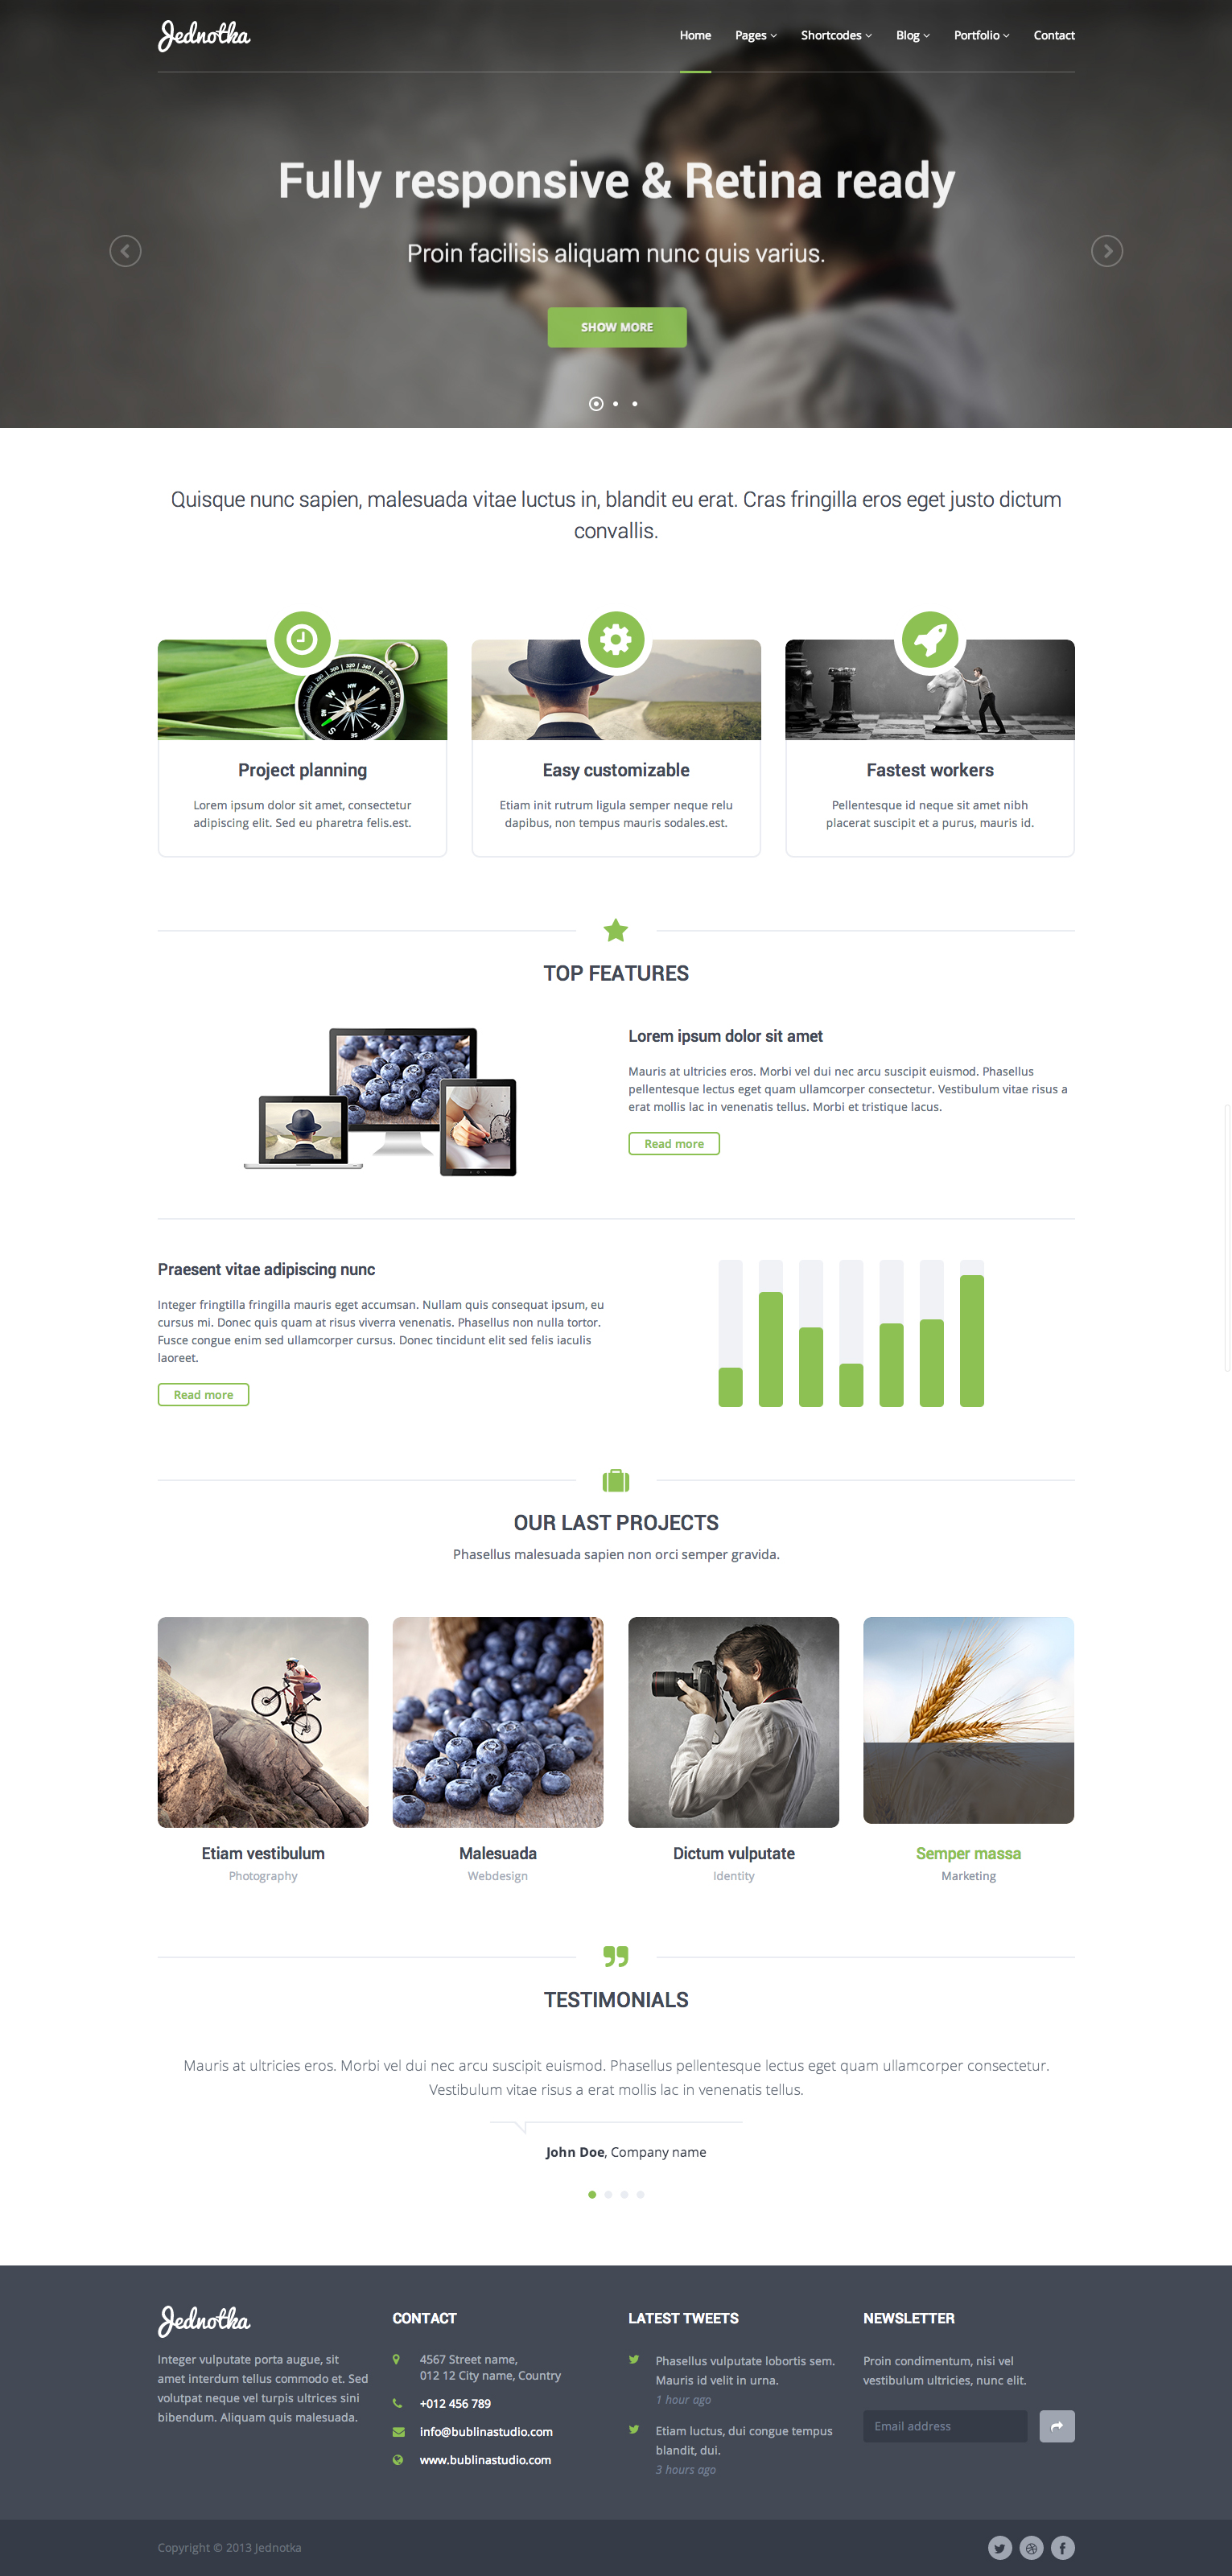 Jednotka
Home Pages Shortcodes Blog Portfolio Contact
Fully responsive & Retina ready
Proin facilisis aliquam nunc quis varius.
SHOW MORE
Quisque nunc sapien, malesuada vitae luctus in, blandit eu erat. Cras fringilla eros eget justo dictum
convallis.
Project planning
Lorem ipsum dolor sit amet, consectetur
adipiscing elit. Sed eu pharetra felis.est.
Easy customizable
Etiam init rutrum ligula semper neque relu
dapibus, non tempus mauris sodales.est.
Fastest workers
Pellentesque id neque sit amet nibh
placerat suscipit et a purus, mauris id.
TOP FEATURES
Lorem ipsum dolor sit amet
Mauris at ultricies eros. Morbi vel dui nec arcu suscipit euismod. Phasellus
pellentesque lectus eget quam ullamcorper consectetur. Vestibulum vitae risus a
erat mollis lac in venenatis tellus. Morbi et tristique lacus.
Read more
Praesent vitae adipiscing nunc
Integer fringtilla fringilla mauris eget accumsan. Nullam quis consequat ipsum, eu
cursus mi. Donec quis quam at risus viverra venenatis. Phasellus non nulla tortor.
Fusce congue enim sed ullamcorper cursus. Donec tincidunt elit sed felis iaculis
laoreet.
Read more
OUR LAST PROJECTS
Phasellus malesuada sapien non orci semper gravida.
Etiam vestibulum
Photography
Malesuada
Webdesign
Dictum vulputate
Identity
Semper massa
Marketing
TESTIMONIALS
Mauris at ultricies eros. Morbi vel dui nec arcu suscipit euismod. Phasellus pellentesque lectus eget quam ullamcorper consectetur.
Vestibulum vitae risus a erat mollis lac in venenatis tellus.
John Doe, Company name
Jednotka
Integer vulputate porta augue, sit
amet interdum tellus commodo et. Sed
volutpat neque vel turpis ultrices sini
bibendum. Aliquam quis malesuada.
CONTACT
4567 Street name,
012 12 City name, Country
+012 456 789
info@bublinastudio.com
www.bublinastudio.com
LATEST TWEETS
Phasellus vulputate lobortis sem.
Mauris id velit in urna.
1 hour ago
Etiam luctus, dui congue tempus
blandit, dui.
3 hours ago
NEWSLETTER
Proin condimentum, nisi vel
vestibulum ultricies, nunc elit.
Email address
Copyright © 2013 Jednotka